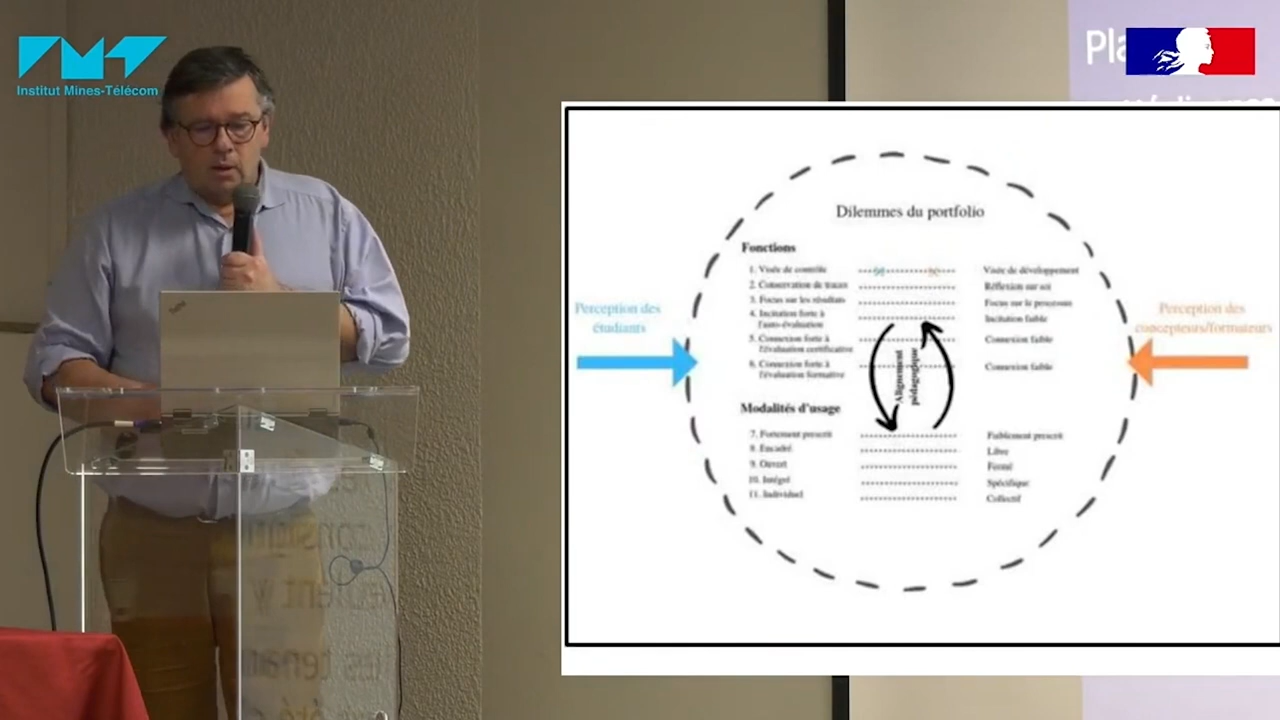 Institut Mines-Télécom
Pla
Dilemmes du portfolio
Fonctions
1. Visée de contrôle
Visée de développement
2. Conservation de traces
Réflexion sur soi
3. Focus sur les résultats
Focus sur le processus
4. Incitation forte à
l'auto-évaluation
Incitation faible
5. Connexion forte à
l'évaluation certificative
Connexion faible
6. Connexion forte à
l'évaluation formative
Connexion faible
Alignement
pédagogique
Perception des
étudiants
Perception des
concepteurs/formateurs
Modalités d'usage
7. Fortement prescrit
Faiblement prescrit
8. Encadré
Libre
9. Ouvert
Fermé
10. Intégré
Spécifique
11. Individuel
Collectif